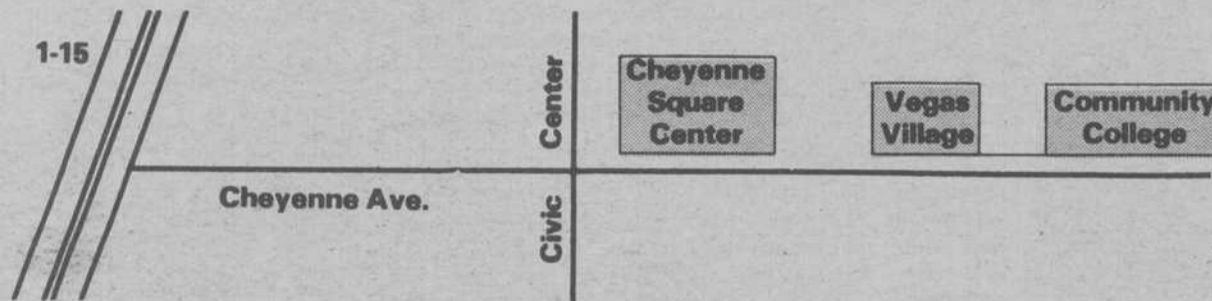 1-15
Center
Cheyenne
Square
Center
Vegas
Village
Community
College
Cheyenne Ave.
Civic